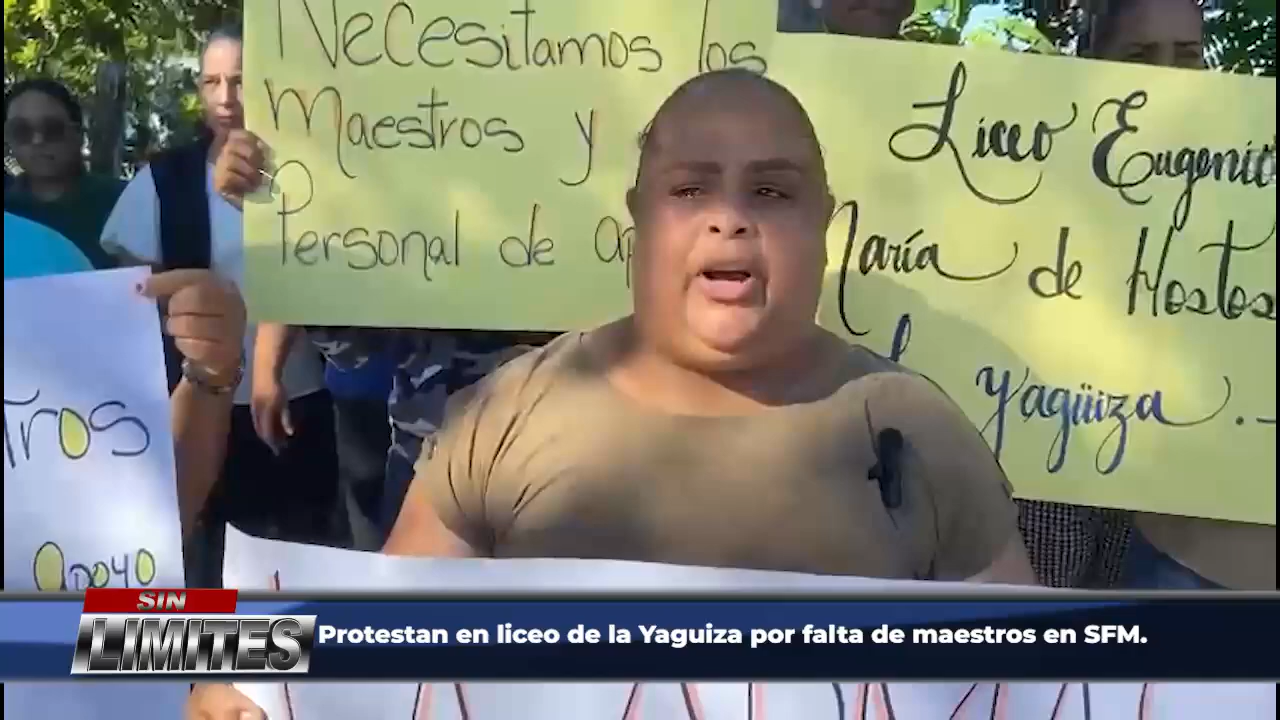 Necesitamos los
Maestros y
Personal de
Liceo Eugenio
María de Hostos
Yagüiza.
tros
apoyo
SIN
LIMITES
Protestan en liceo de la Yaguiza por falta de maestros en SFM.